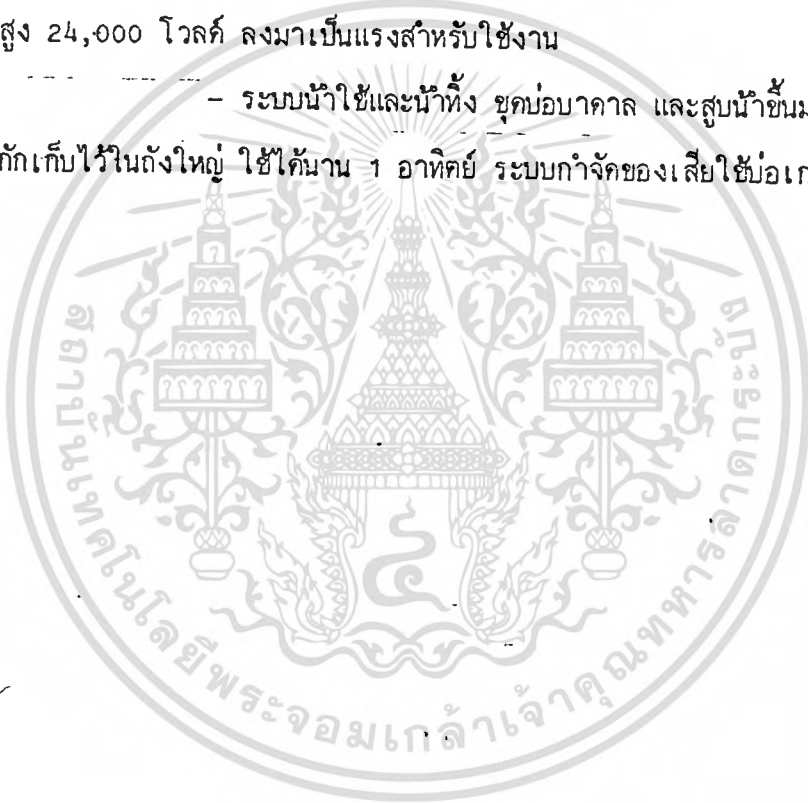 สูง 24,000 โวลต์ ลงมาเป็นแรงสำหรับใช้งาน
- ระบบน้ำใช้และน้ำทิ้ง ขุดบ่อบาดาล และสูบน้ำขึ้นม
กักเก็บไว้ในถังใหญ่ ใช้ได้นาน 1 อาทิตย์ ระบบกำจัดของเสียใช้บ่อเก
สถาบันเทคโนโลยีพระจอมเกล้าเจ้าคุณทหารลาดกระบัง
๔